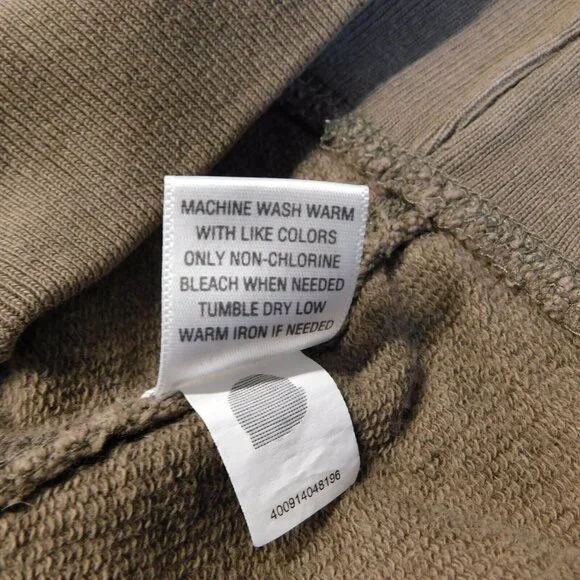 MACHINE WASH WARM
WITH LIKE COLORS
ONLY NON-CHLORINE
BLEACH WHEN NEEDED
TUMBLE DRY LOW
WARM IRON IF NEEDED
400914048196